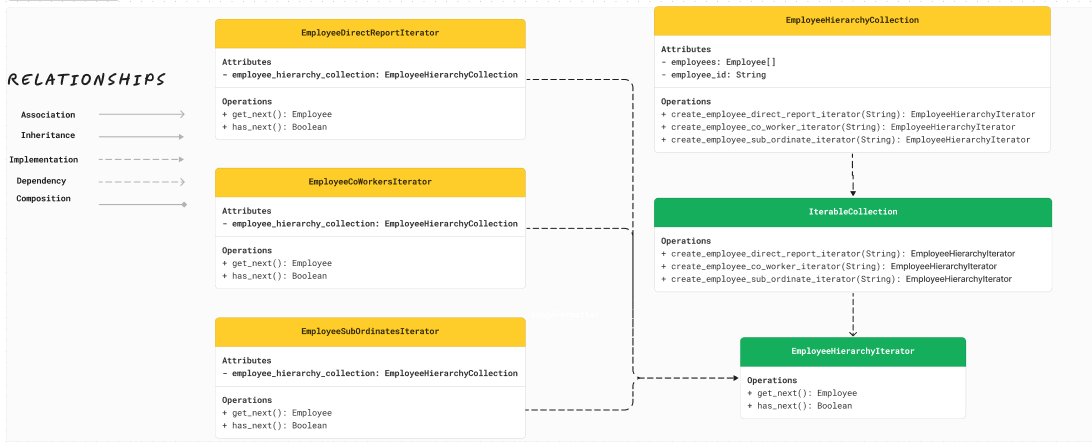 RELATIONSHIPS
Association
Inheritance
Implementation
Dependency
Composition
EmployeeDirectReportIterator
Attributes
- employee_hierarchy_collection: EmployeeHierarchyCollection
Operations
+ get_next(): Employee
+ has_next(): Boolean
EmployeeCoWorkersIterator
Attributes
- employee_hierarchy_collection: EmployeeHierarchyCollection
Operations
+ get_next(): Employee
+ has_next(): Boolean
EmployeeSubOrdinatesIterator
Attributes
- employee_hierarchy_collection: EmployeeHierarchyCollection
Operations
+ get_next(): Employee
+ has_next(): Boolean
EmployeeHierarchyCollection
Attributes
- employees: Employee[]
- employee_id: String
Operations
+ create_employee_direct_report_iterator(String): EmployeeHierarchyIterator
+ create_employee_co_worker_iterator(String): EmployeeHierarchyIterator
+ create_employee_sub_ordinate_iterator(String): EmployeeHierarchyIterator
IterableCollection
Operations
+ create_employee_direct_report_iterator(String): EmployeeHierarchyIterator
+ create_employee_co_worker_iterator(String): EmployeeHierarchyIterator
+ create_employee_sub_ordinate_iterator(String): EmployeeHierarchyIterator
EmployeeHierarchyIterator
Operations
+ get_next(): Employee
+ has_next(): Boolean